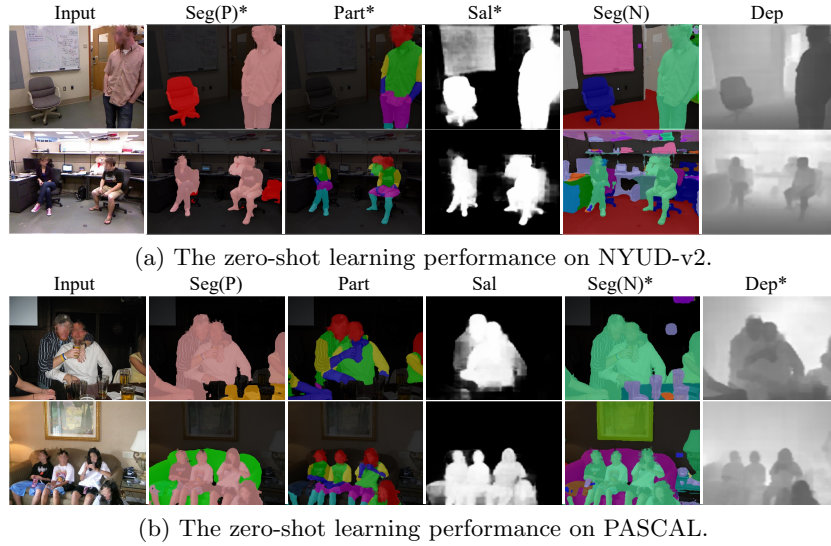 Input Seg(P)* Part* Sal* Seg(N) Dep
(a) The zero-shot learning performance on NYUD-v2.
Input Seg(P) Part Sal Seg(N)* Dep*
(b) The zero-shot learning performance on PASCAL.